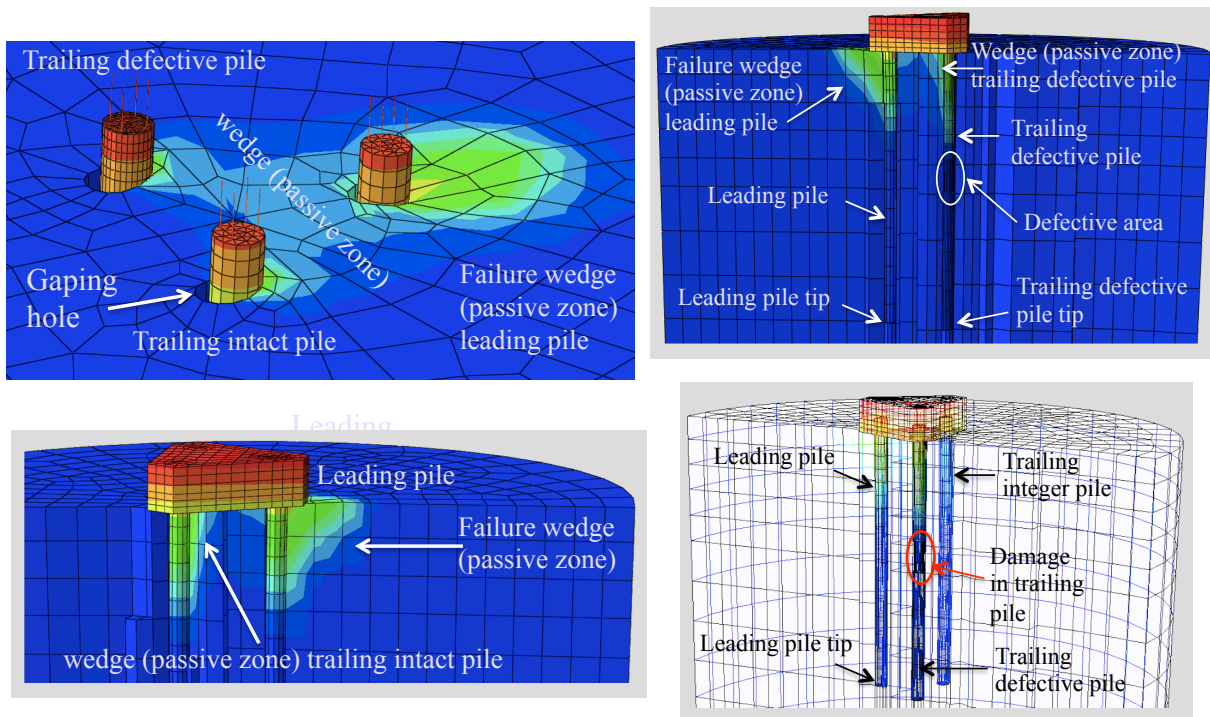 Trailing defective pile
wedge (passive zone)
Gaping
hole
Trailing intact pile
Failure wedge
(passive zone)
leading pile
Failure wedge
(passive zone)
leading pile
Wedge (passive zone)
trailing defective pile
Trailing
defective pile
Leading pile
Defective area
Leading pile tip
Trailing defective
pile tip
Leading
Leading pile
Failure wedge
(passive zone)
wedge (passive zone) trailing intact pile
Leading pile
Trailing
integer pile
Damage
in trailing
pile
Leading pile tip
Trailing
defective pile